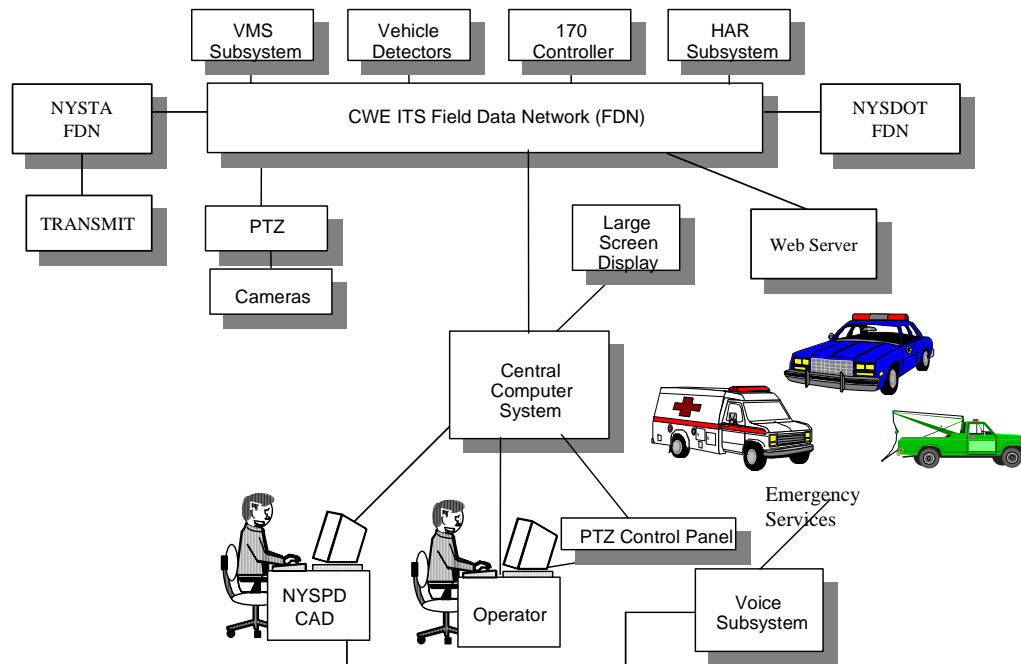 VMS
Subsystem
Vehicle
Detectors
170
Controller
HAR
Subsystem
NYSTA
FDN
CWE ITS Field Data Network (FDN)
NYSDOT
FDN
TRANSMIT
PTZ
Cameras
Large
Screen
Display
Web Server
Central
Computer
System
Emergency
Services
PTZ Control Panel
NYSPD
CAD
Operator
Voice
Subsystem